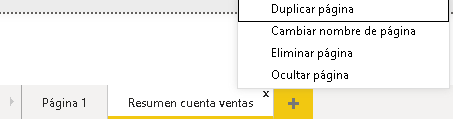 Duplicar página
Cambiar nombre de página
Eliminar página
Ocultar página
Página 1
Resumen cuenta ventas
x
+